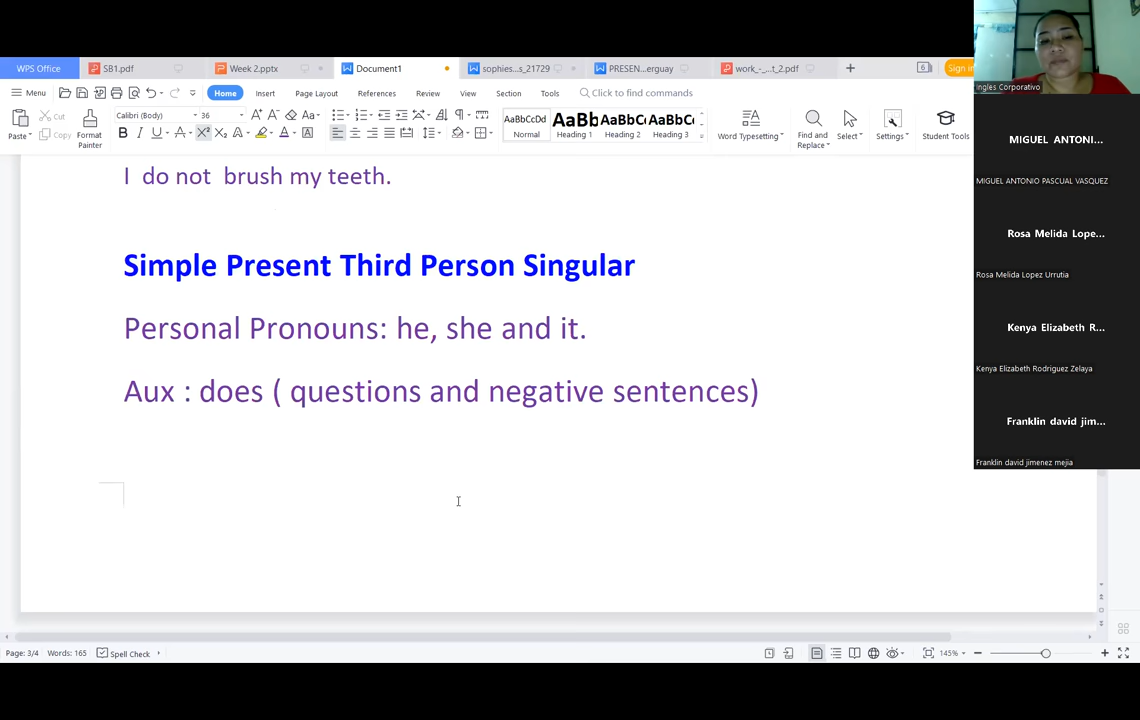 WPS Office
SB1.pdf
Week 2.pptx
Document1
sophies...s_21729
PRESEN...erguay
work_-_...t_2.pdf
Sign in
Menu
Home
Insert
Page Layout
References
Review
View
Section
Tools
Click to find commands
Paste
Cut
Copy
Format Painter
Calibri (Body)
36
AaBbCcDd
Normal
AaBb
Heading 1
AaBbC
Heading 2
AaBbC
Heading 3
Word Typesetting
Find and Replace
Select
Settings
Student Tools
I do not brush my teeth.
Simple Present Third Person Singular
Personal Pronouns: he, she and it.
Aux : does ( questions and negative sentences)
Page: 3/4
Words: 165
Spell Check
145%
Ingles Corporativo
MIGUEL ANTONI...
MIGUEL ANTONIO PASCUAL VASQUEZ
Rosa Melida Lope...
Rosa Melida Lopez Urrutia
Kenya Elizabeth R...
Kenya Elizabeth Rodriguez Zelaya
Franklin david jim...
Franklin david jimenez mejia